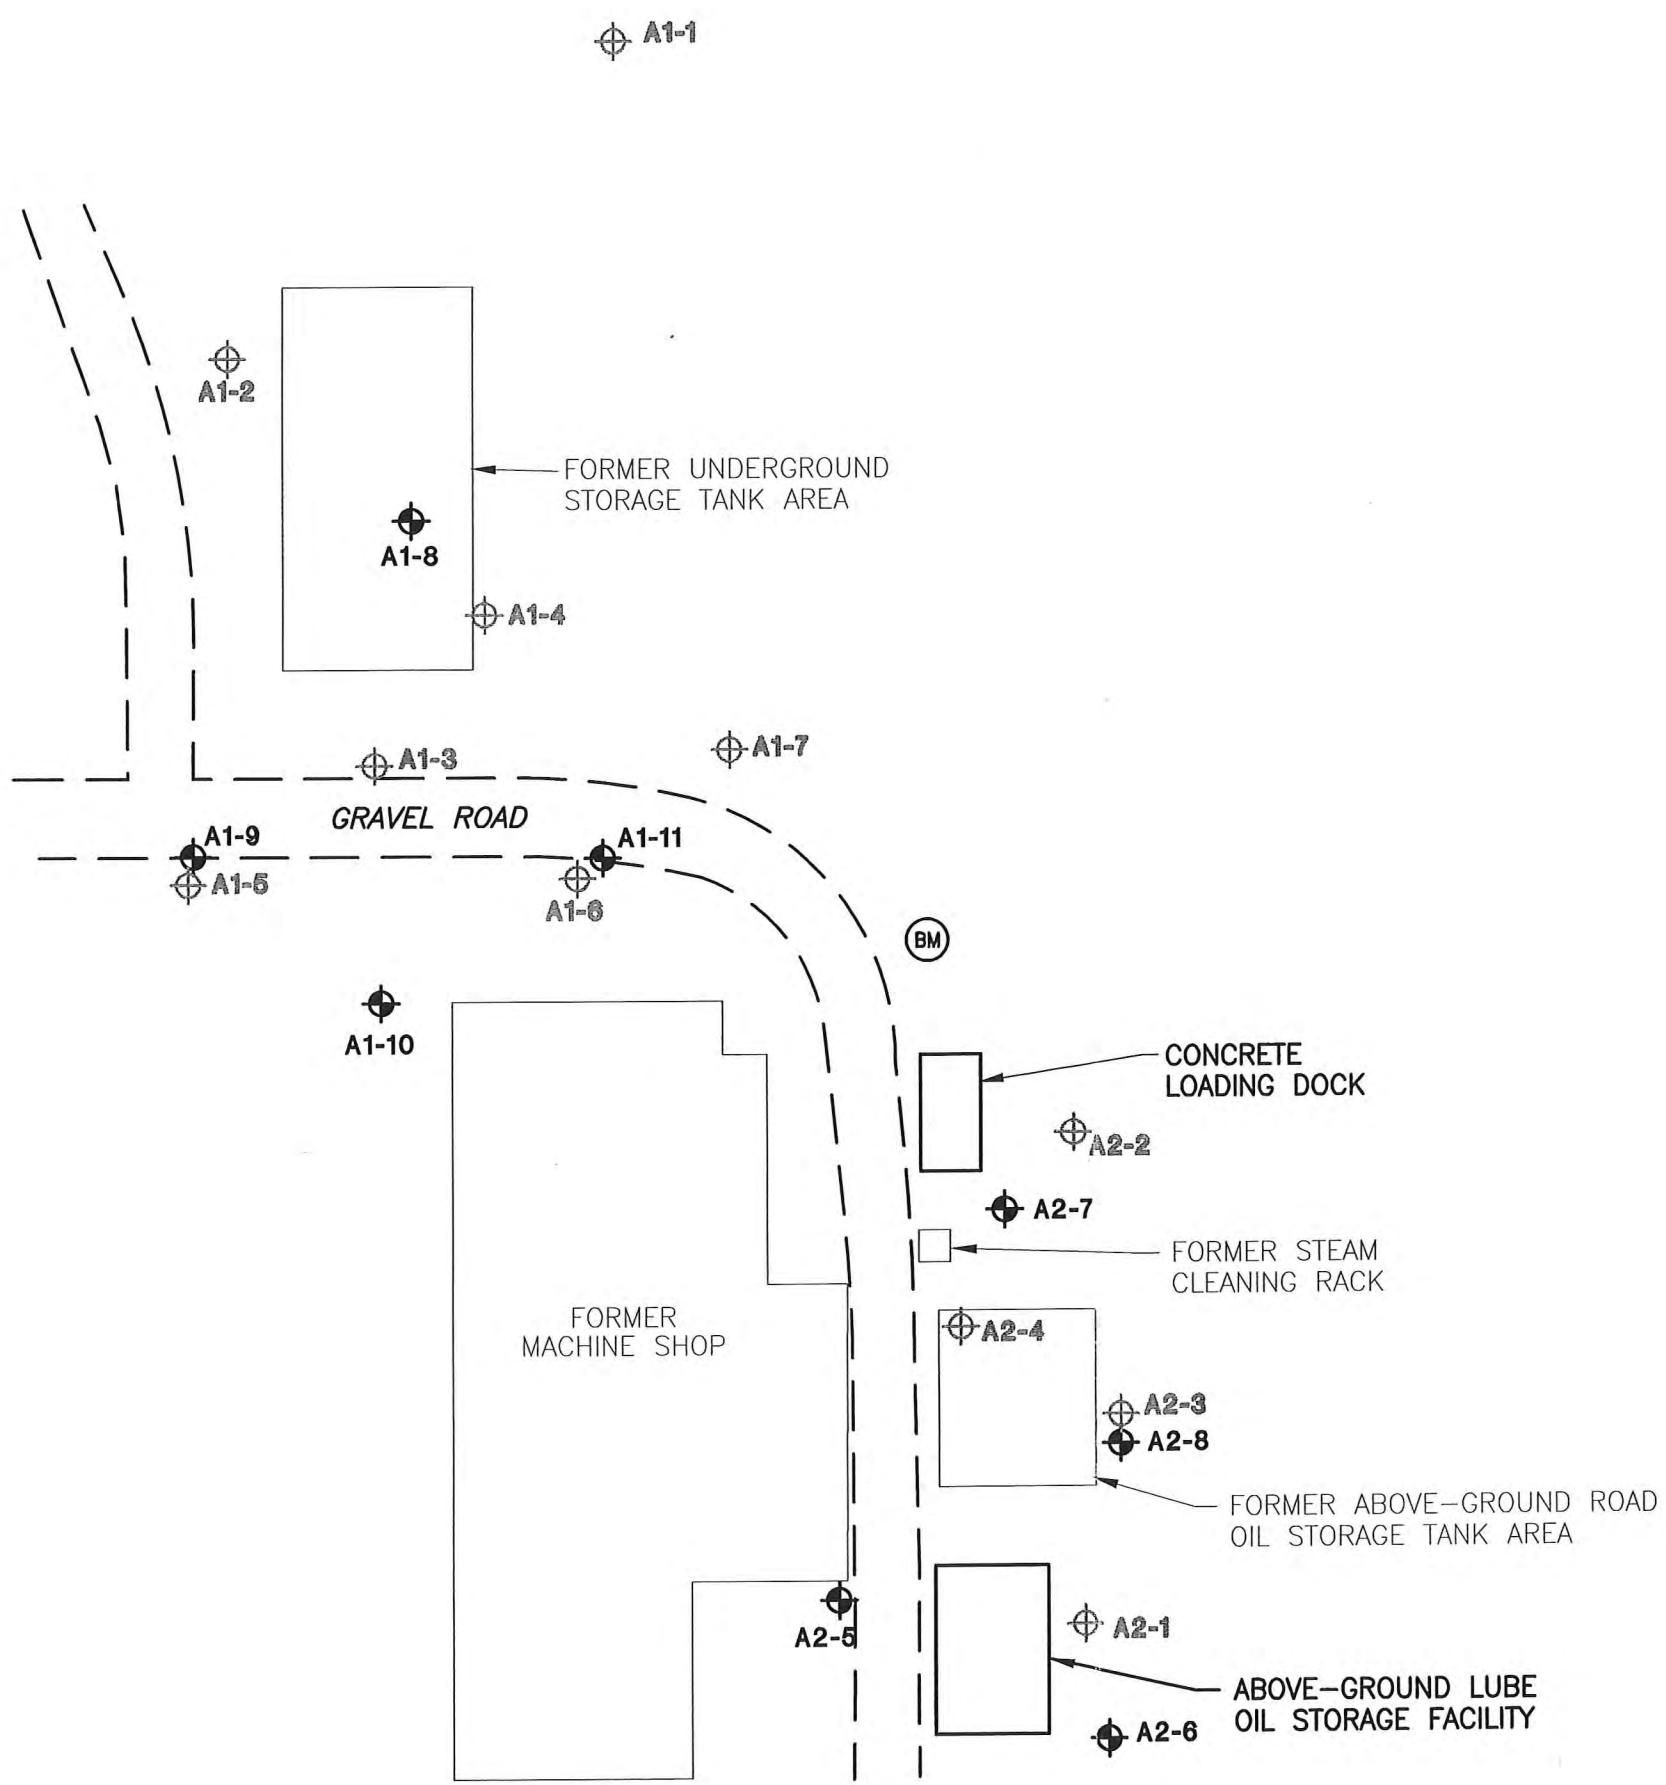 A1-1
A1-2
FORMER UNDERGROUND
STORAGE TANK AREA
A1-8
A1-4
A1-7
A1-3
GRAVEL ROAD
A1-9
A1-11
A1-5
A1-6
BM
A1-10
CONCRETE
LOADING DOCK
A2-2
A2-7
FORMER STEAM
CLEANING RACK
FORMER
MACHINE SHOP
A2-4
A2-3
A2-8
FORMER ABOVE-GROUND ROAD
OIL STORAGE TANK AREA
A2-5
A2-1
ABOVE-GROUND LUBE
OIL STORAGE FACILITY
A2-6